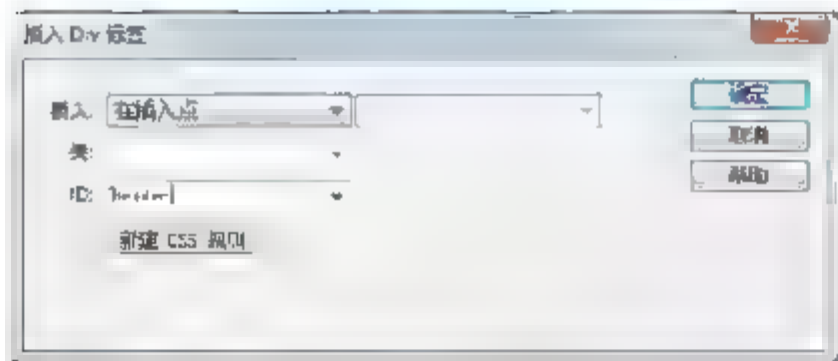 插入 Div 标签
插入: 在插入点
确定
类:
取消
ID: header
帮助
新建 CSS 规则